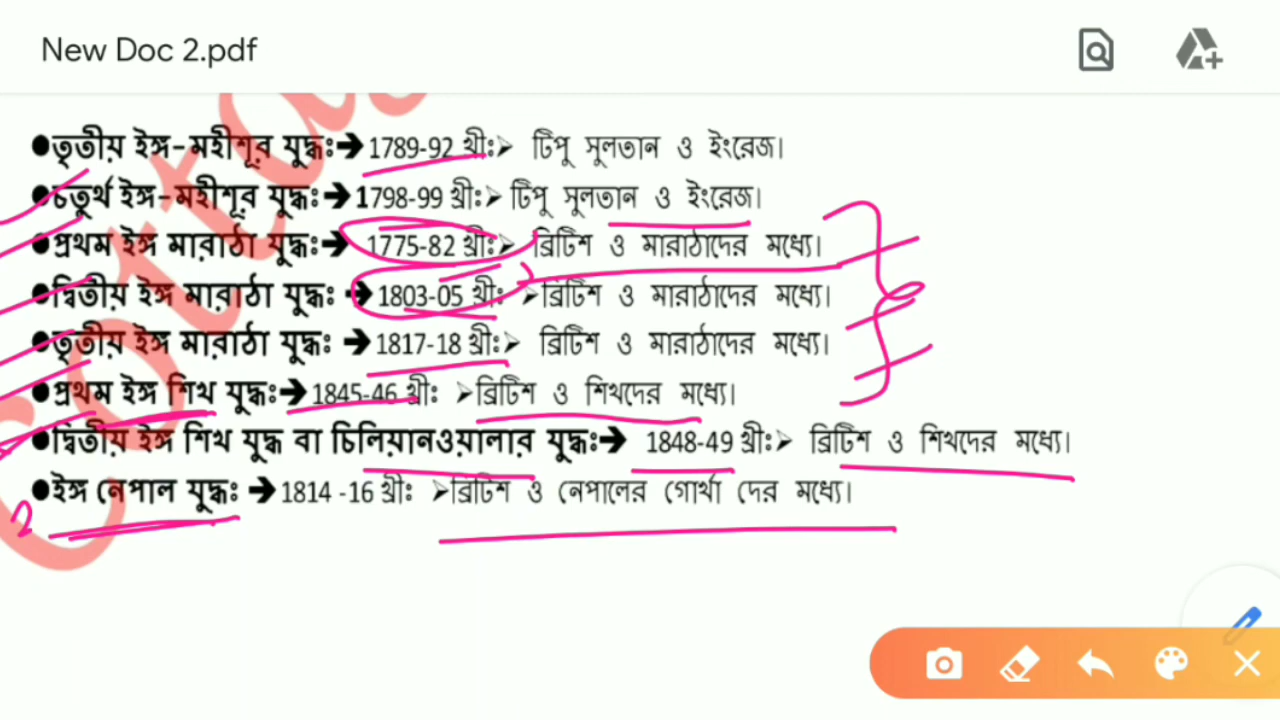 New Doc 2.pdf
●তৃতীয় ইঙ্গ-মহীশূর যুদ্ধঃ➔ 1789-92 খ্রীঃ➢ টিপু সুলতান ও ইংরেজ।
●চতুর্থ ইঙ্গ-মহীশূর যুদ্ধঃ➔ 1798-99 খ্রীঃ➢ টিপু সুলতান ও ইংরেজ।
●প্রথম ইঙ্গ মারাঠা যুদ্ধঃ➔ 1775-82 খ্রীঃ➢ ব্রিটিশ ও মারাঠাদের মধ্যে।
●দ্বিতীয় ইঙ্গ মারাঠা যুদ্ধঃ ➔ 1803-05 খ্রীঃ ➢ব্রিটিশ ও মারাঠাদের মধ্যে।
●তৃতীয় ইঙ্গ মারাঠা যুদ্ধঃ ➔ 1817-18 খ্রীঃ➢ ব্রিটিশ ও মারাঠাদের মধ্যে।
●প্রথম ইঙ্গ শিখ যুদ্ধঃ➔ 1845-46 খ্রীঃ ➢ব্রিটিশ ও শিখদের মধ্যে।
●দ্বিতীয় ইঙ্গ শিখ যুদ্ধ বা চিলিয়ানওয়ালার যুদ্ধঃ➔ 1848-49 খ্রীঃ➢ ব্রিটিশ ও শিখদের মধ্যে।
●ইঙ্গ নেপাল যুদ্ধঃ ➔ 1814 -16 খ্রীঃ ➢ব্রিটিশ ও নেপালের গোর্খা দের মধ্যে।